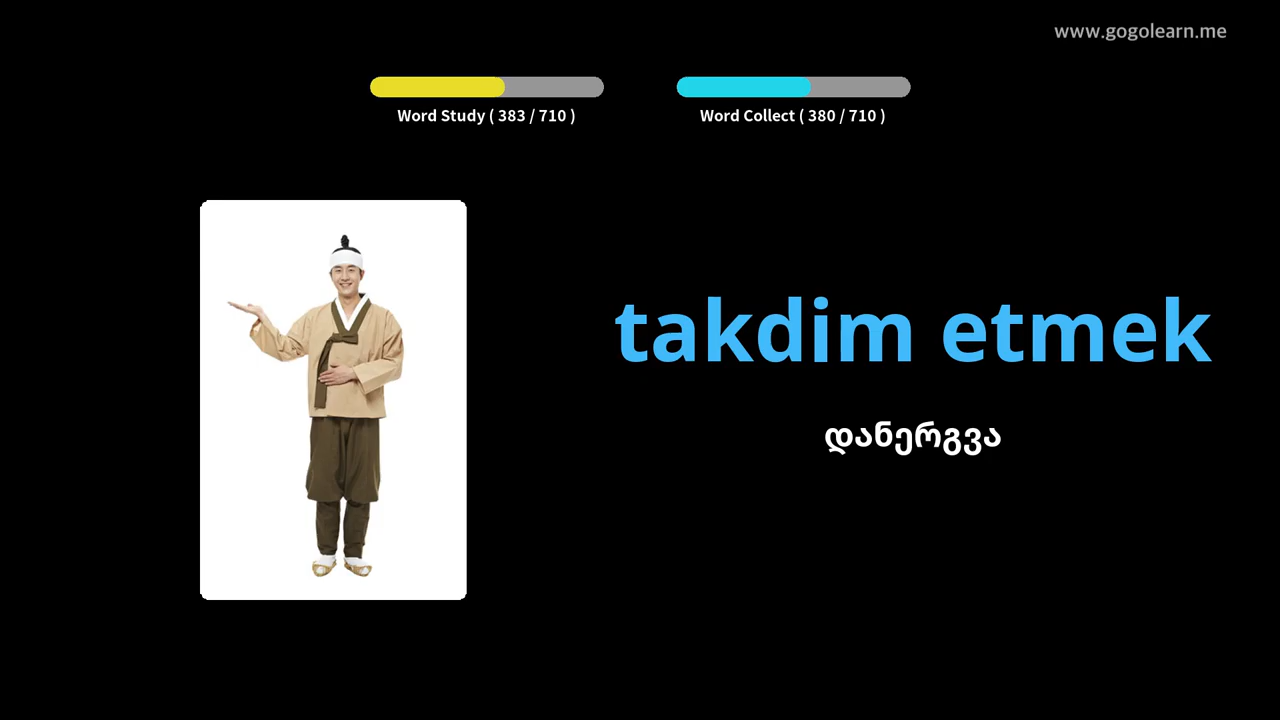 www.gogolearn.me
Word Study ( 383 / 710 )
Word Collect ( 380 / 710 )
takdim etmek
დანერგვა